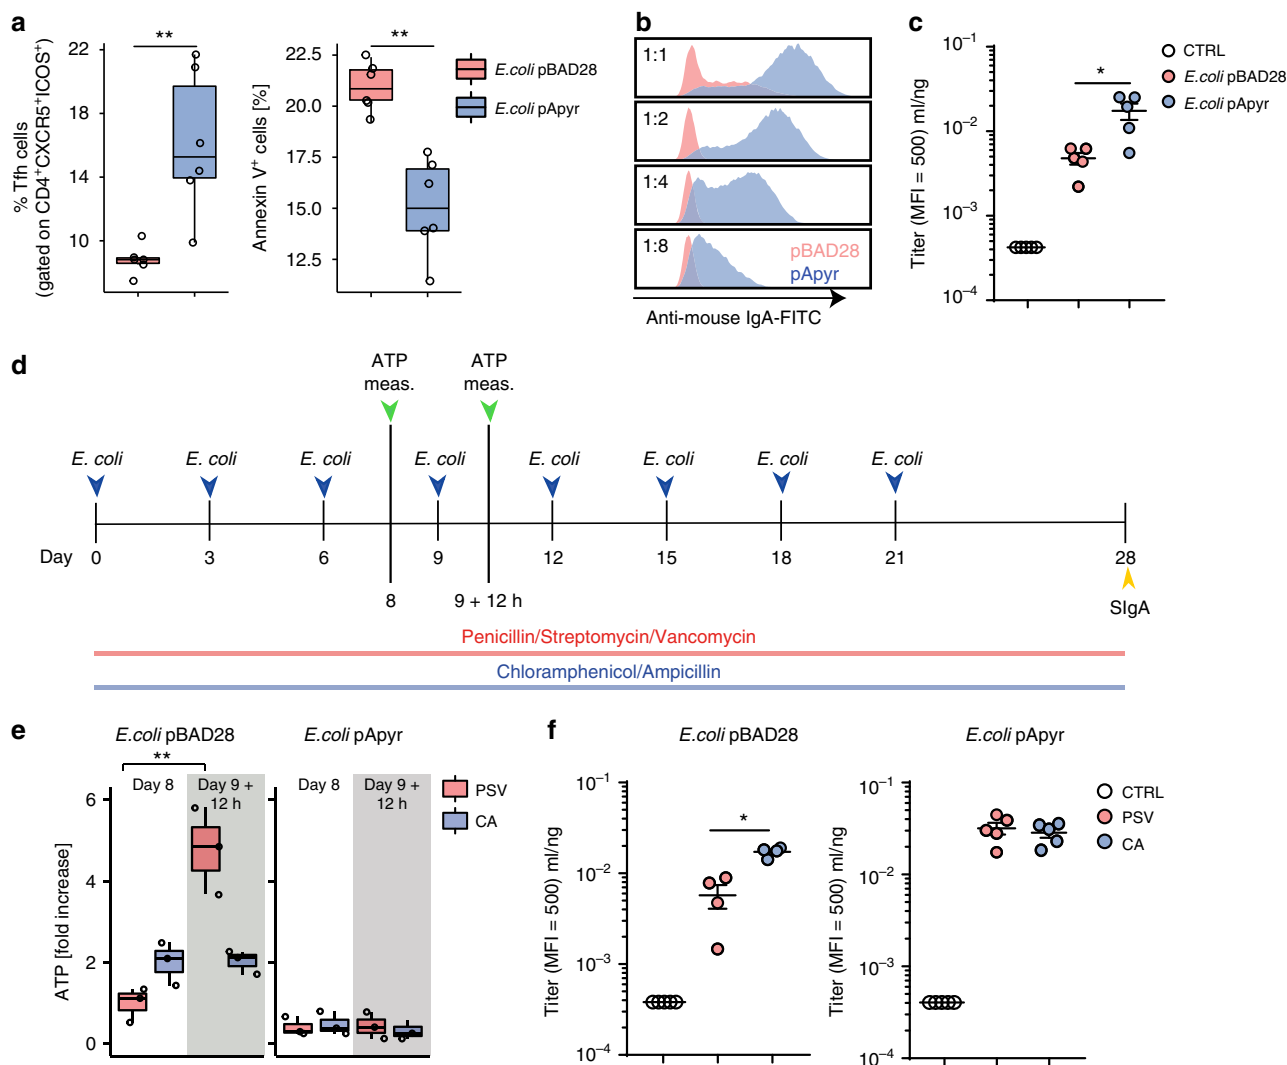 a
**
22
18
14
10
% Tfh cells
(gated on CD4⁺CXCR5⁺ICOS⁺)
**
22.5
20.0
17.5
15.0
12.5
Annexin V⁺ cells [%]
E.coli pBAD28
E.coli pApyr
b
1:1
1:2
1:4
1:8
pBAD28
pApyr
Anti-mouse IgA-FITC
c
10⁻¹
10⁻²
10⁻³
10⁻⁴
Titer (MFI = 500) ml/ng
*
CTRL
E.coli pBAD28
E.coli pApyr
d
ATP
meas.
ATP
meas.
E. coli E. coli E. coli E. coli E. coli E. coli E. coli E. coli
Day 0 3 6 9 12 15 18 21 28
8 9 + 12 h
SIgA
Penicillin/Streptomycin/Vancomycin
Chloramphenicol/Ampicillin
e
E.coli pBAD28
E.coli pApyr
**
Day 8
Day 9 +
12 h
Day 8
Day 9 +
12 h
6
4
2
0
ATP [fold increase]
PSV
CA
f
E.coli pBAD28
10⁻¹
10⁻²
10⁻³
10⁻⁴
Titer (MFI = 500) ml/ng
*
E.coli pApyr
10⁻¹
10⁻²
10⁻³
10⁻⁴
Titer (MFI = 500) ml/ng
CTRL
PSV
CA